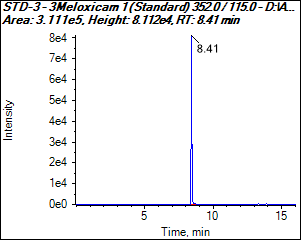 STD-3 - 3Meloxicam 1 (Standard) 352.0 / 115.0 - D:\A...
Area: 3.111e5, Height: 8.112e4, RT: 8.41 min
8e4
8.41
7e4
6e4
5e4
4e4
3e4
2e4
1e4
0e0
Intensity
5
10
15
Time, min